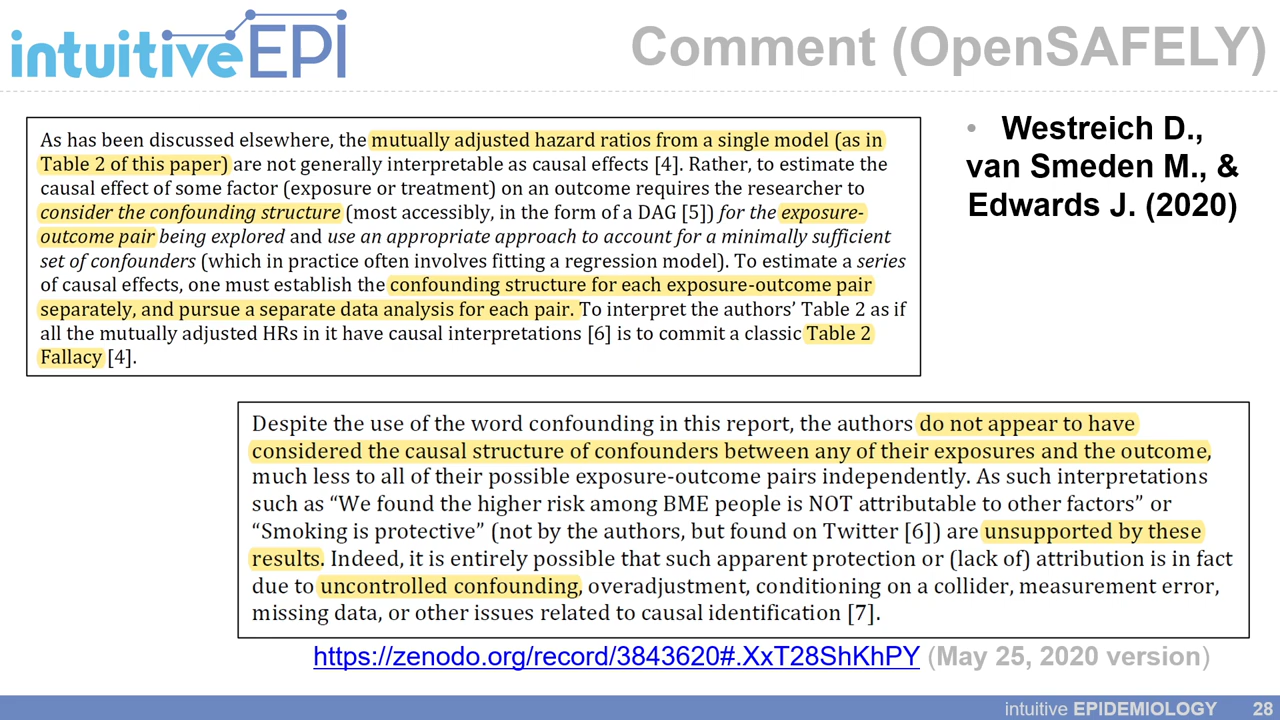 intuitiveEPI
Comment (OpenSAFELY)
As has been discussed elsewhere, the mutually adjusted hazard ratios from a single model (as in
Table 2 of this paper) are not generally interpretable as causal effects [4]. Rather, to estimate the
causal effect of some factor (exposure or treatment) on an outcome requires the researcher to
consider the confounding structure (most accessibly, in the form of a DAG [5]) for the exposure-
outcome pair being explored and use an appropriate approach to account for a minimally sufficient
set of confounders (which in practice often involves fitting a regression model). To estimate a series
of causal effects, one must establish the confounding structure for each exposure-outcome pair
separately, and pursue a separate data analysis for each pair. To interpret the authors’ Table 2 as if
all the mutually adjusted HRs in it have causal interpretations [6] is to commit a classic Table 2
Fallacy [4].
• Westreich D.,
van Smeden M., &
Edwards J. (2020)
Despite the use of the word confounding in this report, the authors do not appear to have
considered the causal structure of confounders between any of their exposures and the outcome,
much less to all of their possible exposure-outcome pairs independently. As such interpretations
such as “We found the higher risk among BME people is NOT attributable to other factors” or
“Smoking is protective” (not by the authors, but found on Twitter [6]) are unsupported by these
results. Indeed, it is entirely possible that such apparent protection or (lack of) attribution is in fact
due to uncontrolled confounding, overadjustment, conditioning on a collider, measurement error,
missing data, or other issues related to causal identification [7].
https://zenodo.org/record/3843620#.XxT28ShKhPY (May 25, 2020 version)
intuitive EPIDEMIOLOGY 28